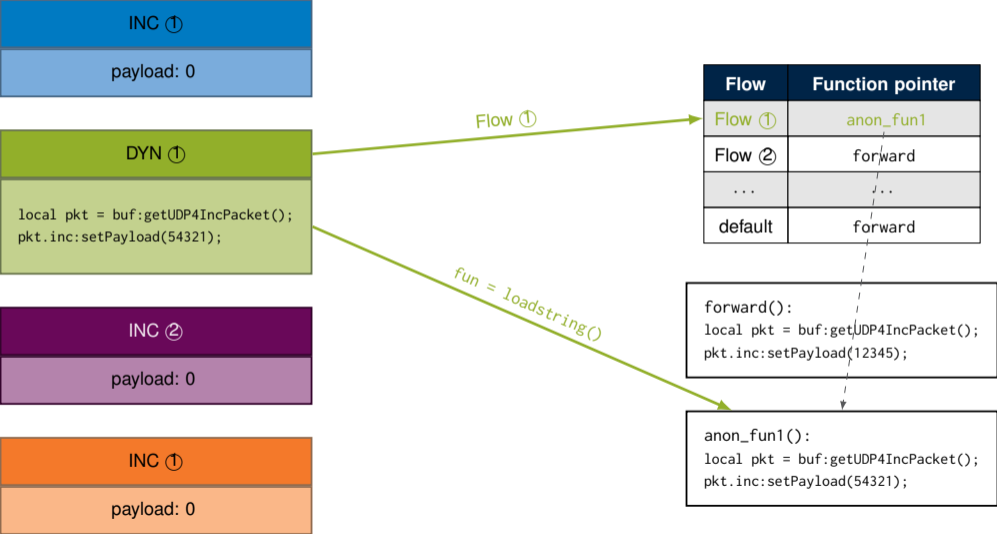 INC ①
payload: 0
DYN ①
local pkt = buf:getUDP4IncPacket();
pkt.inc:setPayload(54321);
INC ②
payload: 0
INC ①
payload: 0
Flow ①
fun = loadstring()
Flow Function pointer
Flow ① anon_fun1
Flow ② forward
... ...
default forward
forward():
local pkt = buf:getUDP4IncPacket();
pkt.inc:setPayload(12345);
anon_fun1():
local pkt = buf:getUDP4IncPacket();
pkt.inc:setPayload(54321);